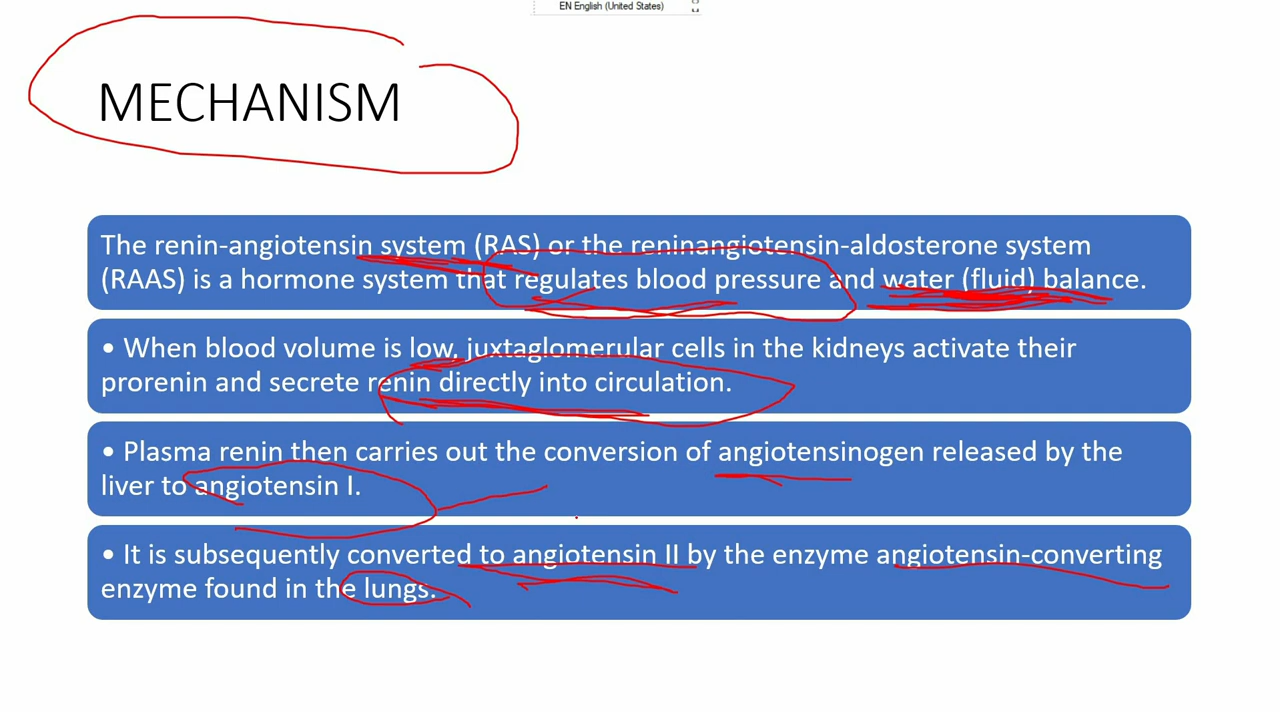 EN English (United States)
MECHANISM
The renin-angiotensin system (RAS) or the reninangiotensin-aldosterone system
(RAAS) is a hormone system that regulates blood pressure and water (fluid) balance.
• When blood volume is low, juxtaglomerular cells in the kidneys activate their
prorenin and secrete renin directly into circulation.
• Plasma renin then carries out the conversion of angiotensinogen released by the
liver to angiotensin I.
• It is subsequently converted to angiotensin II by the enzyme angiotensin-converting
enzyme found in the lungs.